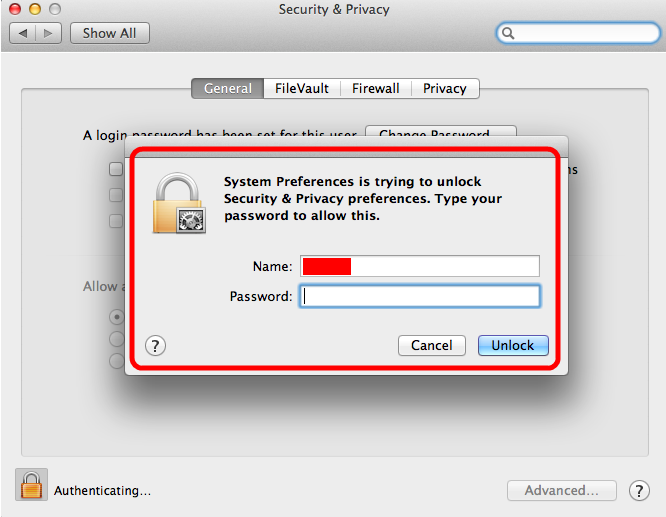 Security & Privacy
Show All
General FileVault Firewall Privacy
A login password has been set for this user Change Password...
System Preferences is trying to unlock
Security & Privacy preferences. Type your
password to allow this.
Name:
Password:
? Cancel Unlock
Allow
Authenticating... Advanced... ?